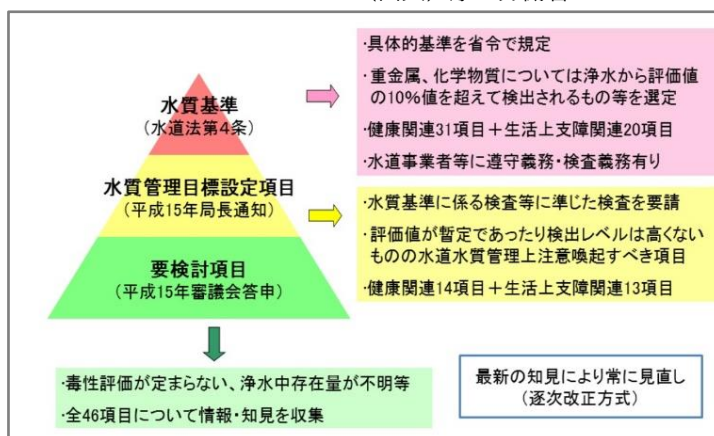 水質基準
(水道法第4条)
・具体的基準を省令で規定
・重金属、化学物質については浄水から評価値
の10%値を超えて検出されるもの等を選定
・健康関連31項目＋生活上支障関連20項目
・水道事業者等に遵守義務・検査義務有り
水質管理目標設定項目
(平成15年局長通知)
・水質基準に係る検査等に準じた検査を要請
・評価値が暫定であったり検出レベルは高くない
ものの水道水質管理上注意喚起すべき項目
・健康関連14項目＋生活上支障関連13項目
要検討項目
(平成15年審議会答申)
・毒性評価が定まらない、浄水中存在量が不明等
・全46項目について情報・知見を収集
最新の知見により常に見直し
(逐次改正方式)